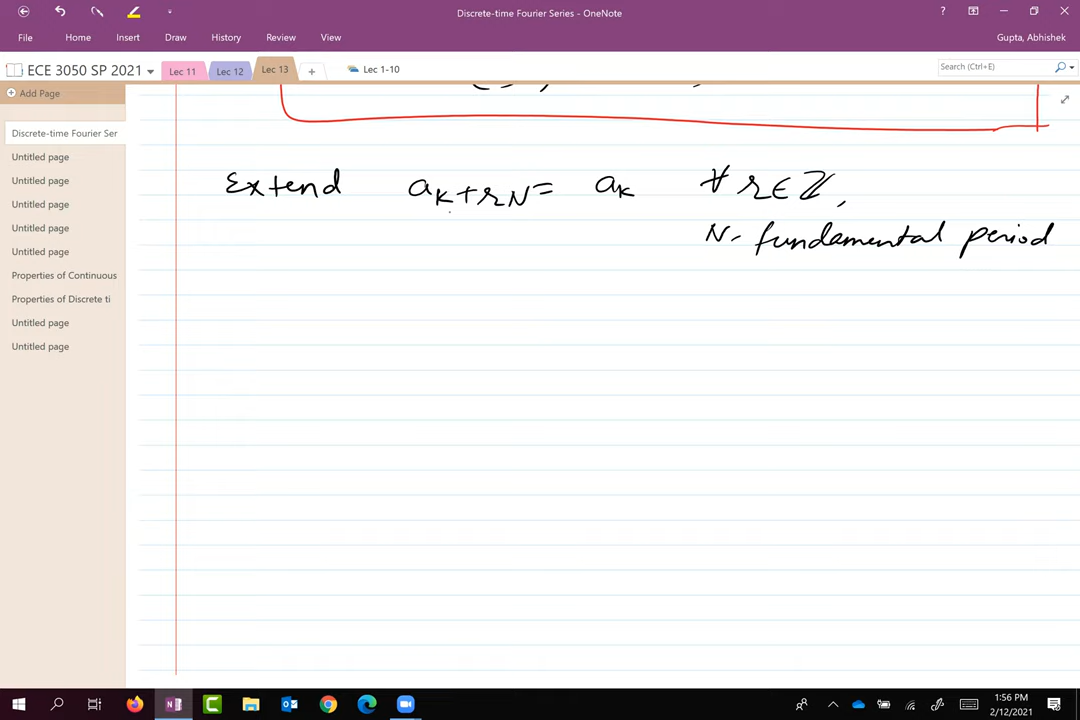 Discrete-time Fourier Series - OneNote
?
File Home Insert Draw History Review View
Gupta, Abhishek
ECE 3050 SP 2021
Lec 11
Lec 12
Lec 13
+
Lec 1-10
Search (Ctrl+E)
Add Page
Discrete-time Fourier Ser
Untitled page
Untitled page
Untitled page
Untitled page
Untitled page
Properties of Continuous
Properties of Discrete ti
Untitled page
Untitled page
Extend a_{k+rN} = a_k ∀ r ∈ ℤ,
N - fundamental period
1:56 PM
2/12/2021